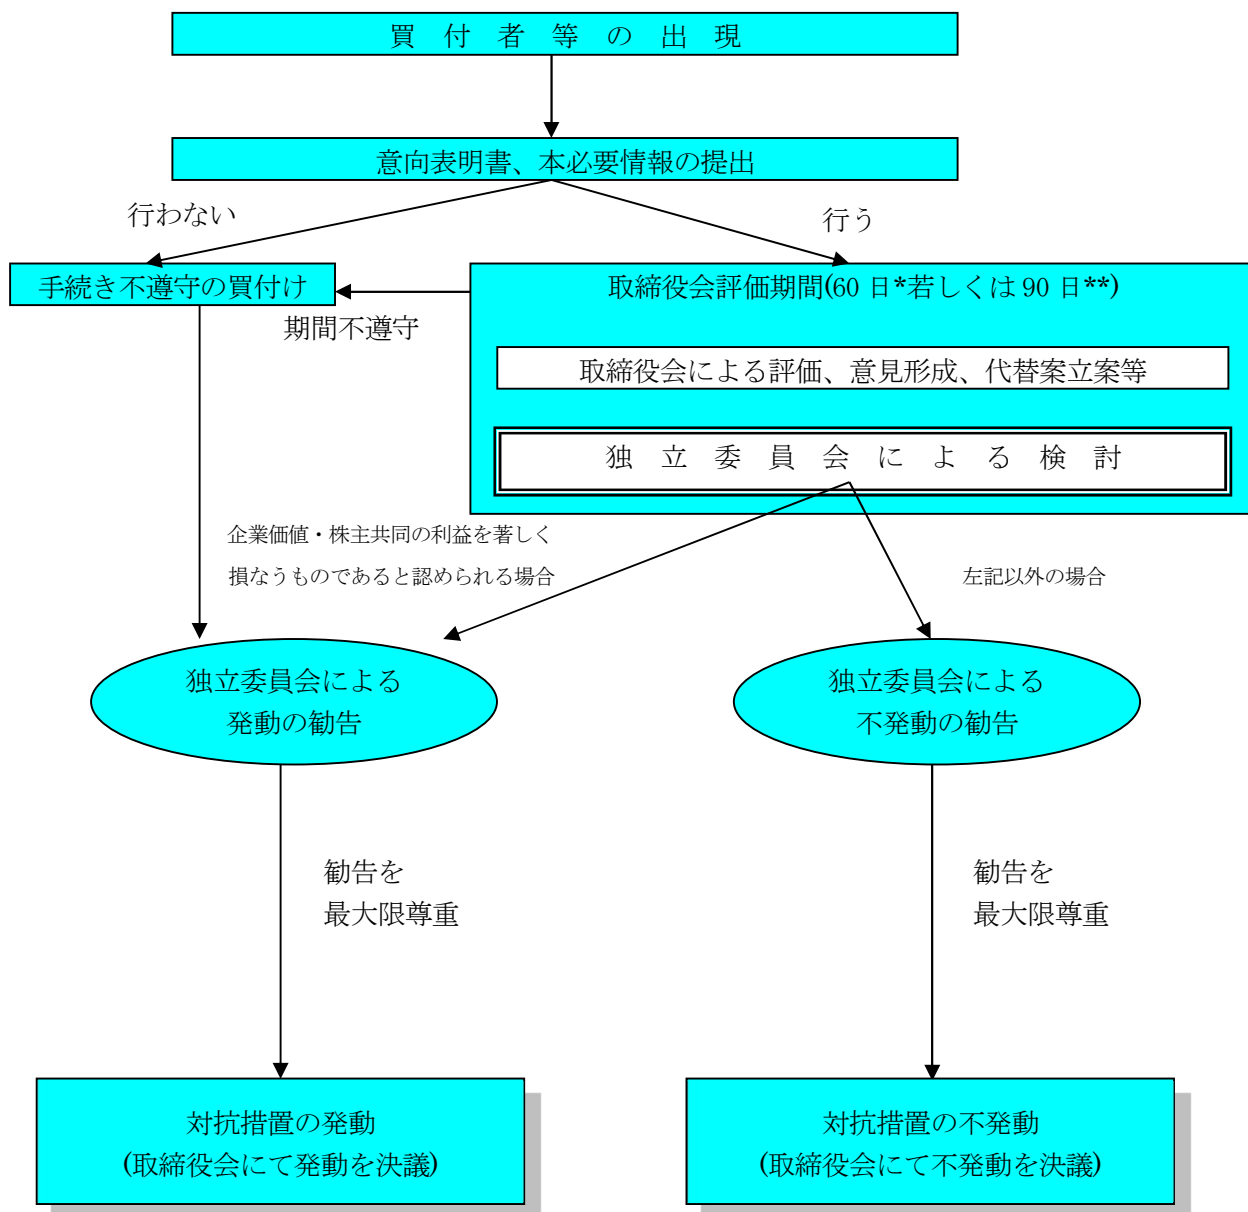 買付者等の出現
意向表明書、本必要情報の提出
行わない
行う
手続き不遵守の買付け
取締役会評価期間(60日*若しくは90日**)
期間不遵守
取締役会による評価、意見形成、代替案立案等
独立委員会による検討
企業価値・株主共同の利益を著しく
損なうものであると認められる場合
左記以外の場合
独立委員会による
発動の勧告
独立委員会による
不発動の勧告
勧告を
最大限尊重
勧告を
最大限尊重
対抗措置の発動
(取締役会にて発動を決議)
対抗措置の不発動
(取締役会にて不発動を決議)